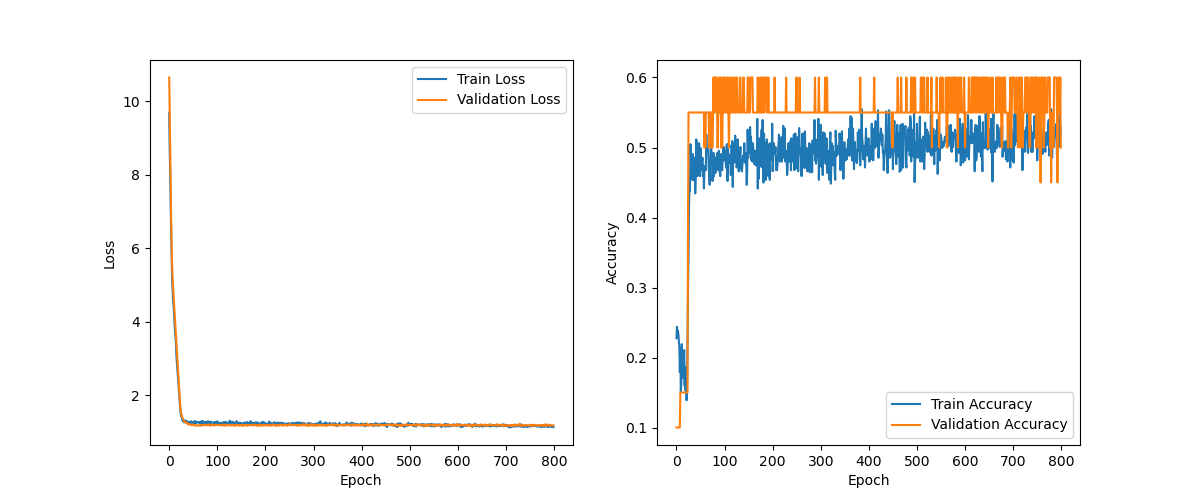 Train Loss
Validation Loss
10
8
6
4
2
Loss
0 100 200 300 400 500 600 700 800
Epoch
0.6
0.5
0.4
0.3
0.2
0.1
Accuracy
Train Accuracy
Validation Accuracy
0 100 200 300 400 500 600 700 800
Epoch